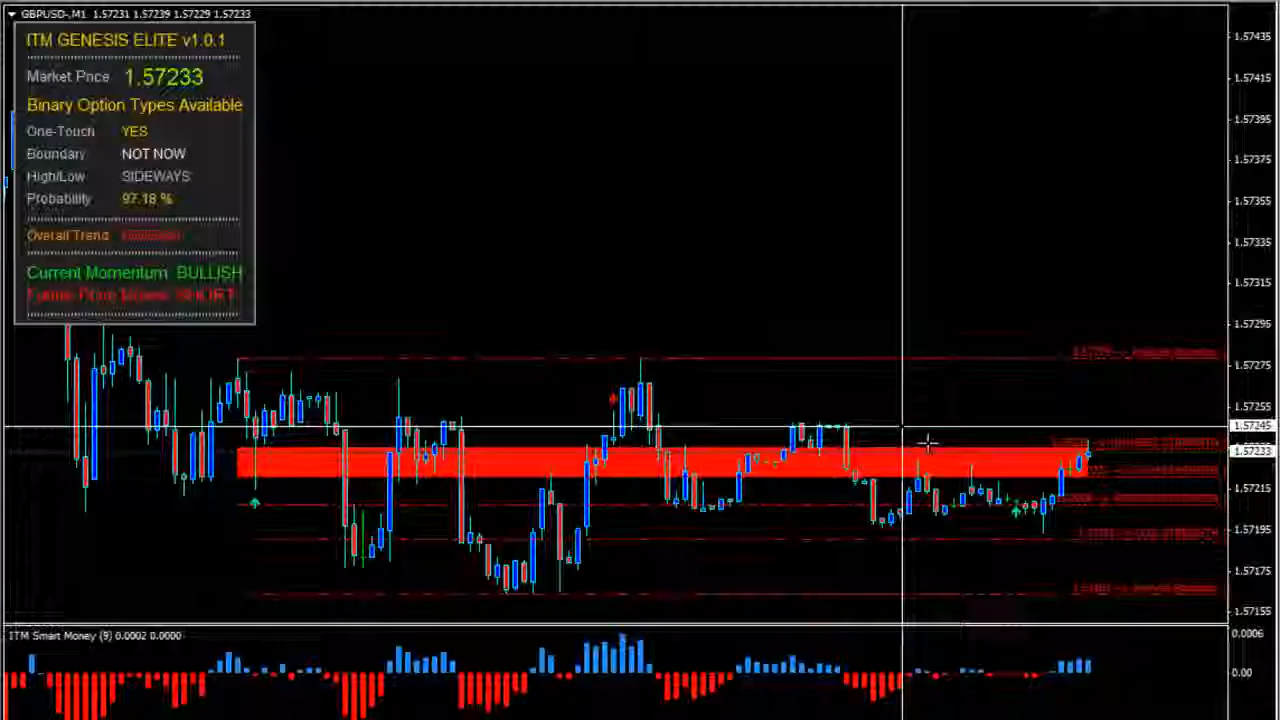 GBPUSD-,M1 1.57231 1.57239 1.57229 1.57233
ITM GENESIS ELITE v1.0.1
Market Price 1.57233
Binary Option Types Available
One-Touch YES
Boundary NOT NOW
High/Low SIDEWAYS
Probability 97.18 %
Overall Trend
Current Momentum BULLISH
SHORT
1.57435
1.57415
1.57395
1.57375
1.57355
1.57335
1.57315
1.57295
1.57275
1.57255
1.57245
1.57233
1.57215
1.57195
1.57175
1.57155
ITM Smart Money (9) 0.0002 0.0000
0.0006
0.00